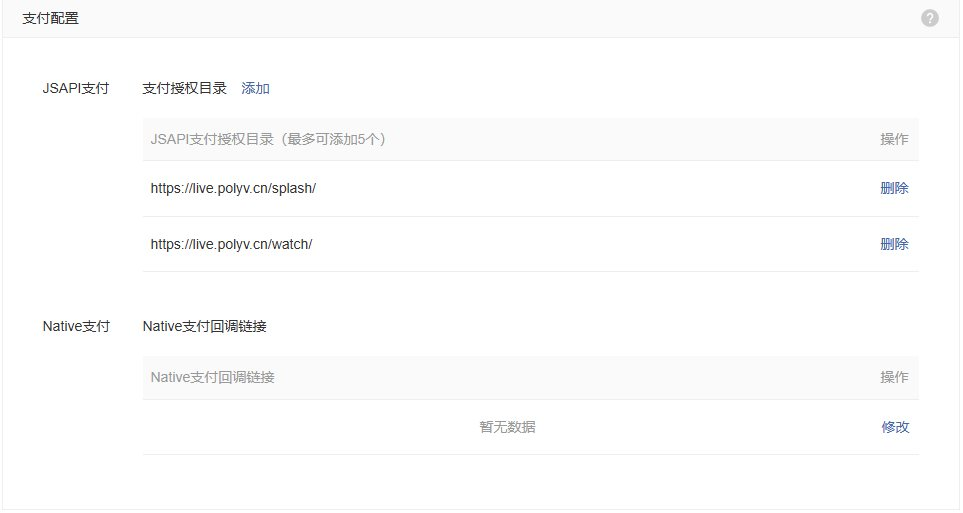 支付配置
?
JSAPI支付 支付授权目录 添加
JSAPI支付授权目录（最多可添加5个） 操作
https://live.polyv.cn/splash/ 删除
https://live.polyv.cn/watch/ 删除
Native支付 Native支付回调链接
Native支付回调链接 操作
暂无数据 修改